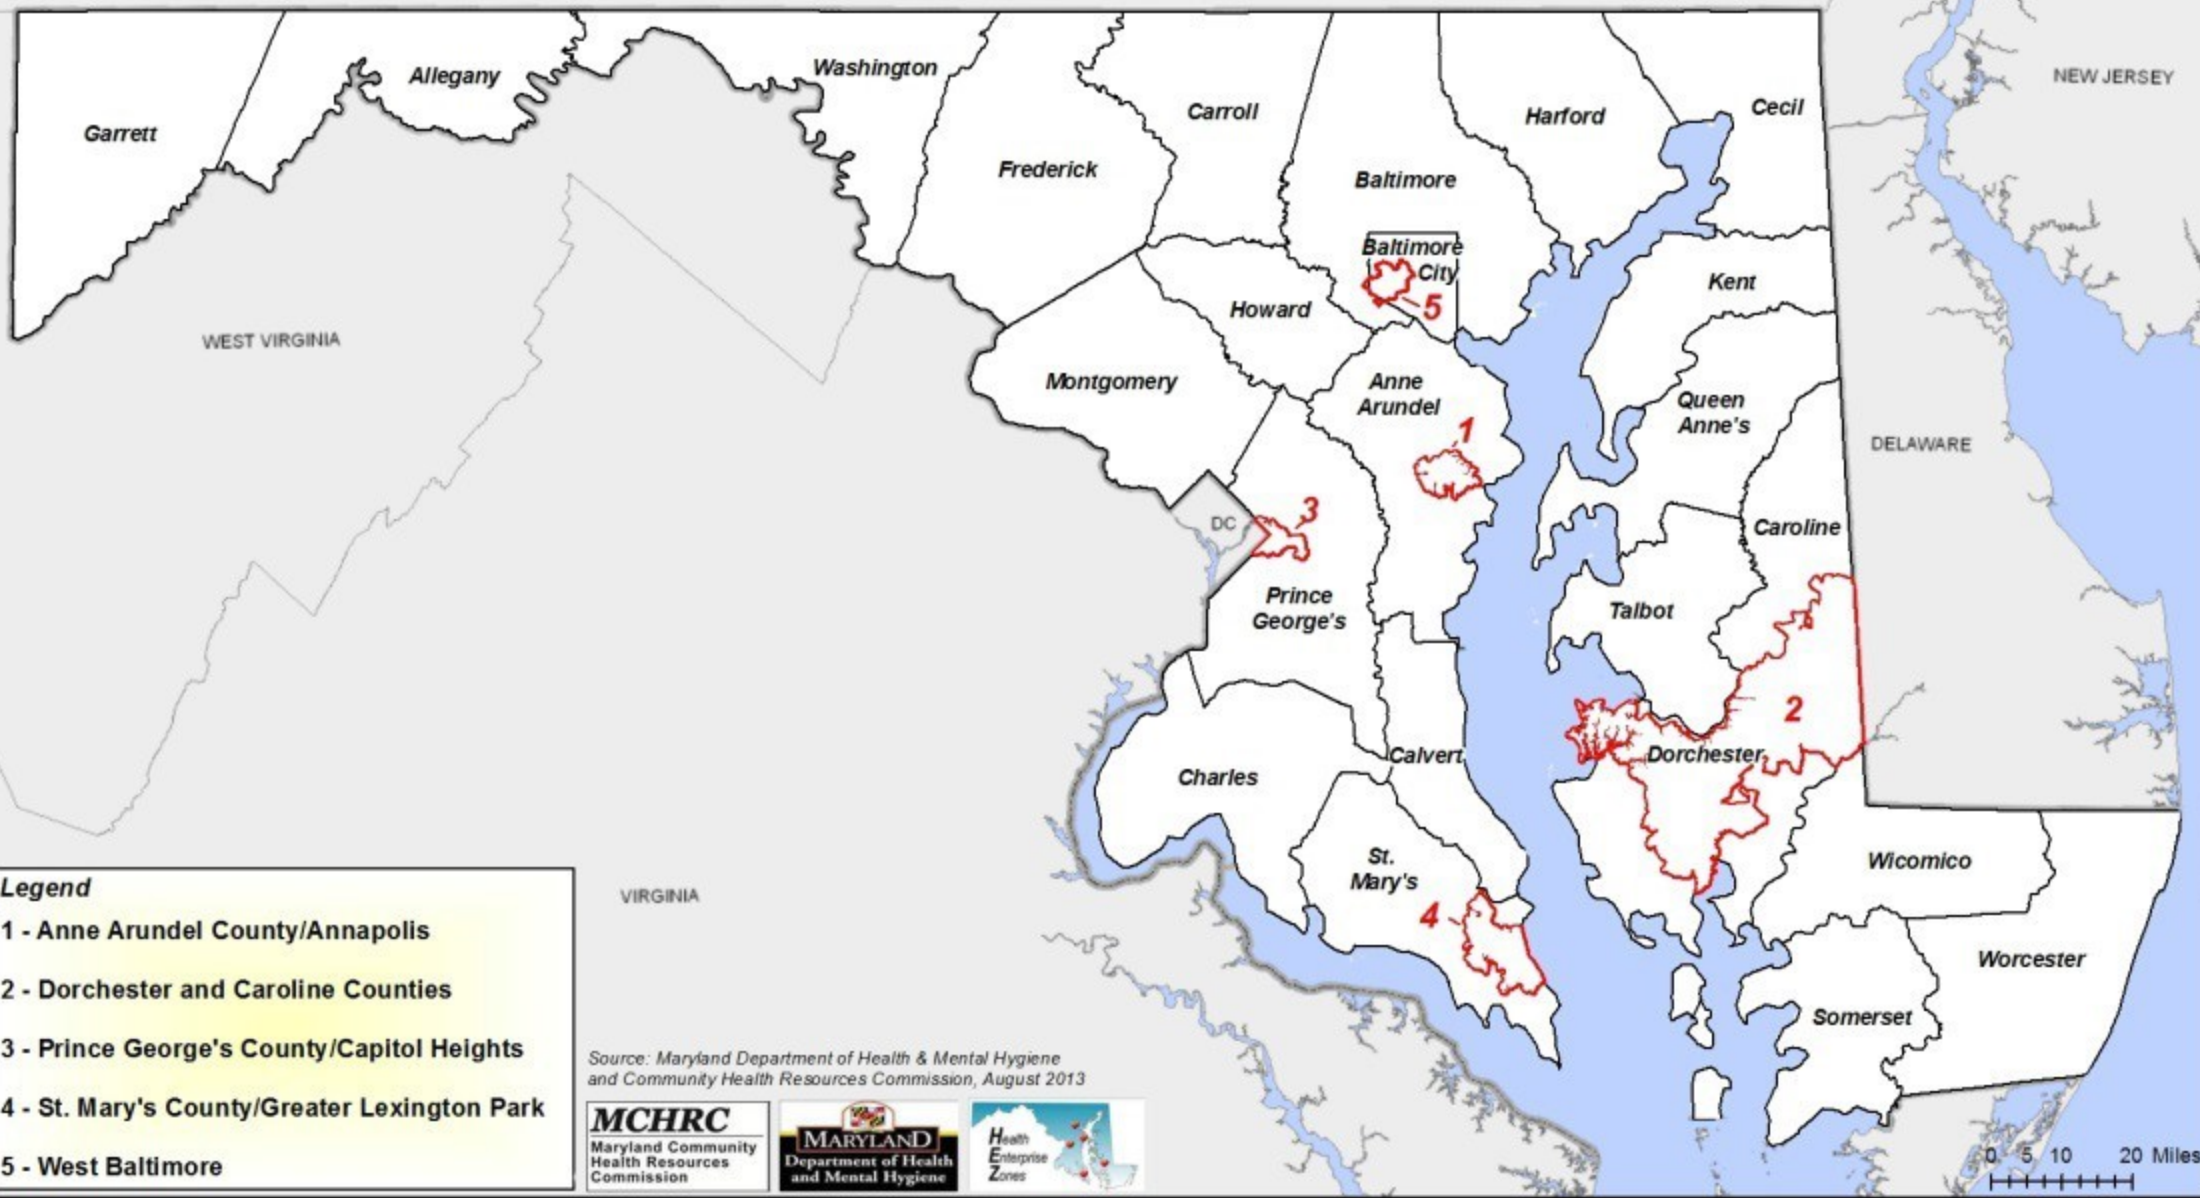 Garrett
Allegany
Washington
Frederick
Carroll
Baltimore
Harford
Cecil
NEW JERSEY
Baltimore
City
5
Kent
Howard
WEST VIRGINIA
Montgomery
Anne
Arundel
1
Queen
Anne's
DELAWARE
DC
3
Caroline
Prince
George's
Talbot
2
Dorchester
Calvert
Charles
St.
Mary's
4
Wicomico
VIRGINIA
Worcester
Somerset
Legend
1 - Anne Arundel County/Annapolis
2 - Dorchester and Caroline Counties
3 - Prince George's County/Capitol Heights
4 - St. Mary's County/Greater Lexington Park
5 - West Baltimore
Source: Maryland Department of Health & Mental Hygiene
and Community Health Resources Commission, August 2013
MCHRC
Maryland Community
Health Resources
Commission
MARYLAND
Department of Health
and Mental Hygiene
Health
Enterprise
Zones
0 5 10 20 Miles